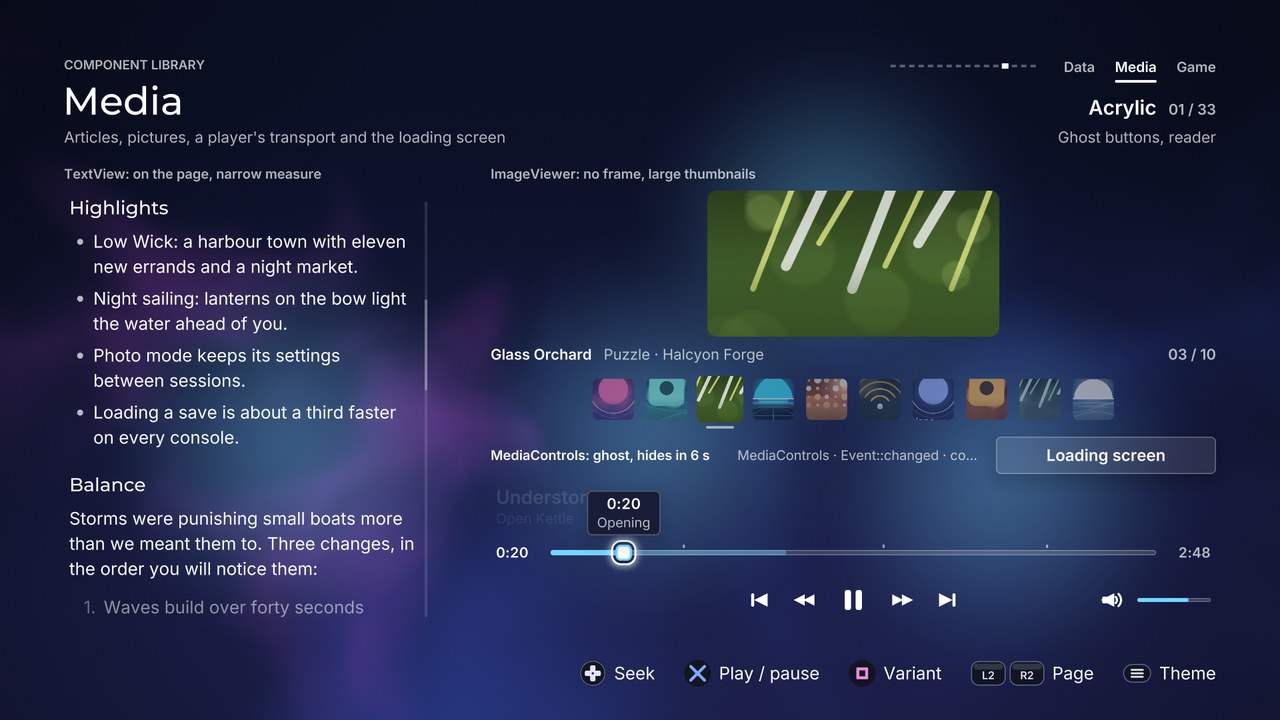 COMPONENT LIBRARY
Media
Articles, pictures, a player's transport and the loading screen
Data Media Game
Acrylic 01 / 33
Ghost buttons, reader
TextView: on the page, narrow measure
Highlights
• Low Wick: a harbour town with eleven
new errands and a night market.
• Night sailing: lanterns on the bow light
the water ahead of you.
• Photo mode keeps its settings
between sessions.
• Loading a save is about a third faster
on every console.
Balance
Storms were punishing small boats more
than we meant them to. Three changes, in
the order you will notice them:
1. Waves build over forty seconds
ImageViewer: no frame, large thumbnails
Glass Orchard Puzzle · Halcyon Forge 03 / 10
MediaControls: ghost, hides in 6 s MediaControls · Event::changed · co...
Loading screen
Understor
Open Kettle
0:20
Opening
0:20 2:48
Seek Play / pause Variant L2 R2 Page Theme